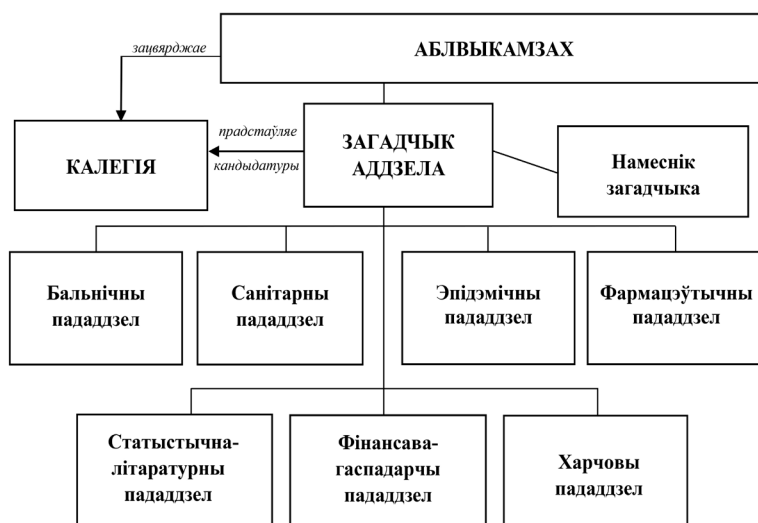 АБЛВЫКАМЗАХ
зацвярджае
КАЛЕГІЯ
прадстаўляе
кандыдатуры
ЗАГАДЧЫК
АДДЗЕЛА
Намеснік
загадчыка
Бальнічны
пададдзел
Санітарны
пададдзел
Эпідэмічны
пададдзел
Фармацэўтычны
пададдзел
Статыстычна-
літаратурны
пададдзел
Фінансава-
гаспадарчы
пададдзел
Харчовы
пададдзел